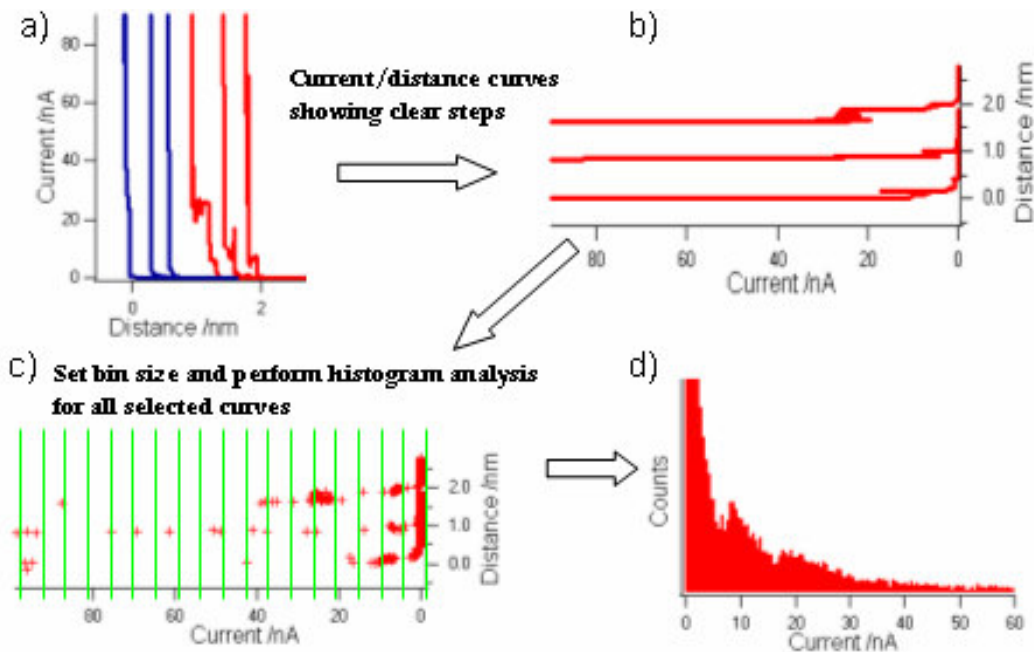 a)
80
60
40
20
0
Current /nA
0
2
Distance /nm
Current/distance curves
showing clear steps
b)
2.0
1.0
0.0
Distance /nm
80
60
40
20
0
Current /nA
c)
Set bin size and perform histogram analysis
for all selected curves
2.0
1.0
0.0
Distance /nm
80
60
40
20
0
Current /nA
d)
Counts
0
10
20
30
40
50
60
Current /nA